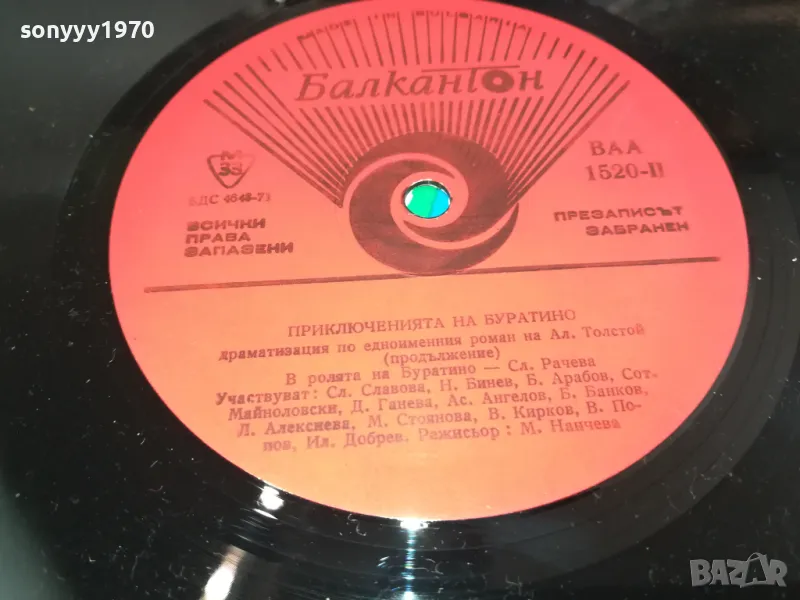 sonyyy1970
Балкантон
М
33
БДС 4648-73
ВАА
1520-II
ВСИЧКИ
ПРАВА
ЗАПАЗЕНИ
ПРЕЗАПИСЪТ
ЗАБРАНЕН
ПРИКЛЮЧЕНИЯТА НА БУРАТИНО
драматизация по едноименния роман на Ал. Толстой
(продължение)
В ролята на Буратино — Сл. Рачева
Участвуват: Сл. Славова, Н. Бинев, Б. Арабов, Сот.
Майноловски, Д. Ганева, Ас. Ангелов, Б. Банков,
Л. Алексиева, М. Стоянова, В. Кирков, В. По-
пов, Ил. Добрев. Режисьор: М. Нанчева
BAZAR